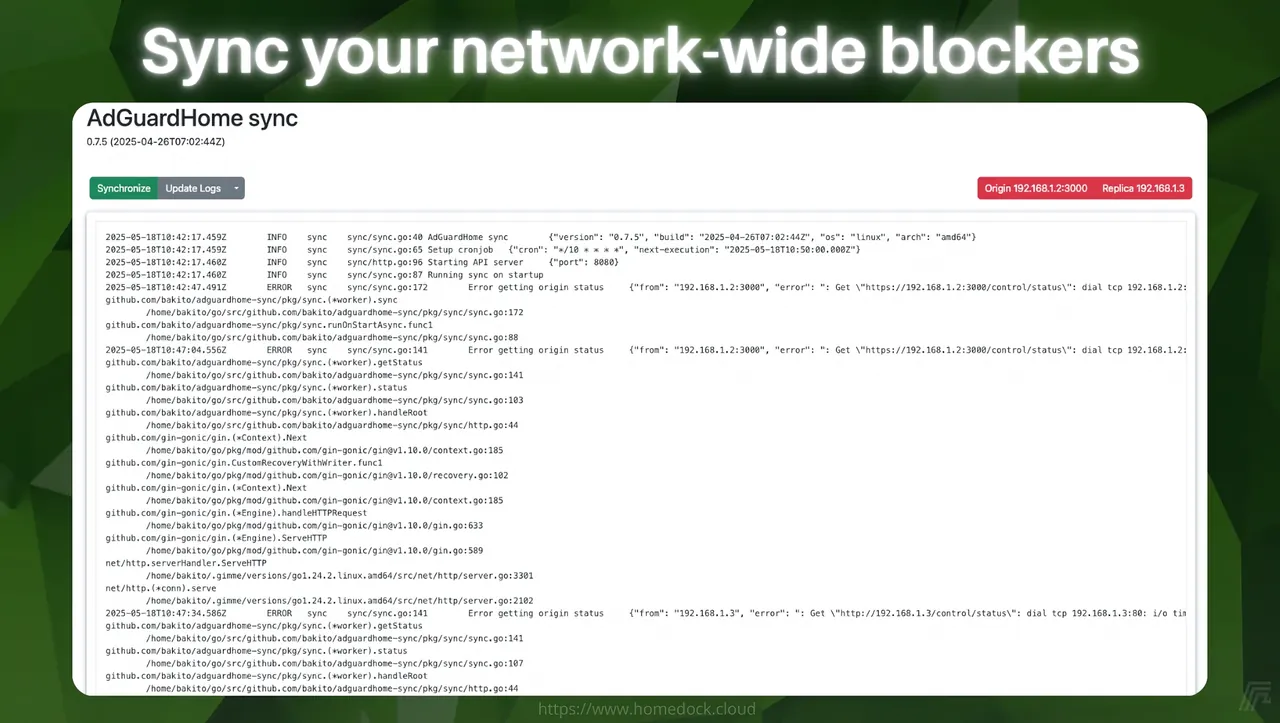 Sync your network-wide blockers
AdGuardHome sync
0.7.5 (2025-04-26T07:02:44Z)
Synchronize Update Logs Origin 192.168.1.2:3000 Replica 192.168.1.3
2025-05-18T10:42:17.459Z INFO sync sync/sync.go:40 AdGuardHome sync {"version": "0.7.5", "build": "2025-04-26T07:02:44Z", "os": "linux", "arch": "amd64"}
2025-05-18T10:42:17.459Z INFO sync sync/sync.go:65 Setup cronjob {"cron": "*/10 * * * *", "next-execution": "2025-05-18T10:50:00.000Z"}
2025-05-18T10:42:17.460Z INFO sync sync/http.go:96 Starting API server {"port": 8080}
2025-05-18T10:42:17.460Z INFO sync sync/sync.go:87 Running sync on startup
2025-05-18T10:42:47.491Z ERROR sync sync/sync.go:172 Error getting origin status {"from": "192.168.1.2:3000", "error": ": Get \"https://192.168.1.2:3000/control/status\": dial tcp 192.168.1.2:
github.com/bakito/adguardhome-sync/pkg/sync.(*worker).sync
/home/bakito/go/src/github.com/bakito/adguardhome-sync/pkg/sync/sync.go:172
github.com/bakito/adguardhome-sync/pkg/sync.runOnStartAsync.func1
/home/bakito/go/src/github.com/bakito/adguardhome-sync/pkg/sync/sync.go:88
2025-05-18T10:47:04.556Z ERROR sync sync/sync.go:141 Error getting origin status {"from": "192.168.1.2:3000", "error": ": Get \"https://192.168.1.2:3000/control/status\": dial tcp 192.168.1.2:
github.com/bakito/adguardhome-sync/pkg/sync.(*worker).getStatus
/home/bakito/go/src/github.com/bakito/adguardhome-sync/pkg/sync/sync.go:141
github.com/bakito/adguardhome-sync/pkg/sync.(*worker).status
/home/bakito/go/src/github.com/bakito/adguardhome-sync/pkg/sync/sync.go:103
github.com/bakito/adguardhome-sync/pkg/sync.(*worker).handleRoot
/home/bakito/go/src/github.com/bakito/adguardhome-sync/pkg/sync/http.go:44
github.com/gin-gonic/gin.(*Context).Next
/home/bakito/go/pkg/mod/github.com/gin-gonic/gin@v1.10.0/context.go:185
github.com/gin-gonic/gin.CustomRecoveryWithWriter.func1
/home/bakito/go/pkg/mod/github.com/gin-gonic/gin@v1.10.0/recovery.go:102
github.com/gin-gonic/gin.(*Context).Next
/home/bakito/go/pkg/mod/github.com/gin-gonic/gin@v1.10.0/context.go:185
github.com/gin-gonic/gin.(*Engine).handleHTTPRequest
/home/bakito/go/pkg/mod/github.com/gin-gonic/gin@v1.10.0/gin.go:633
github.com/gin-gonic/gin.(*Engine).ServeHTTP
/home/bakito/go/pkg/mod/github.com/gin-gonic/gin@v1.10.0/gin.go:589
net/http.serverHandler.ServeHTTP
/home/bakito/.gimme/versions/go1.24.2.linux.amd64/src/net/http/server.go:3301
net/http.(*conn).serve
/home/bakito/.gimme/versions/go1.24.2.linux.amd64/src/net/http/server.go:2102
2025-05-18T10:47:34.586Z ERROR sync sync/sync.go:141 Error getting origin status {"from": "192.168.1.3", "error": ": Get \"http://192.168.1.3/control/status\": dial tcp 192.168.1.3:80: i/o tim
github.com/bakito/adguardhome-sync/pkg/sync.(*worker).getStatus
/home/bakito/go/src/github.com/bakito/adguardhome-sync/pkg/sync/sync.go:141
github.com/bakito/adguardhome-sync/pkg/sync.(*worker).status
/home/bakito/go/src/github.com/bakito/adguardhome-sync/pkg/sync/sync.go:107
github.com/bakito/adguardhome-sync/pkg/sync.(*worker).handleRoot
/home/bakito/go/src/github.com/bakito/adguardhome-sync/pkg/sync/http.go:44
https://www.homedock.cloud